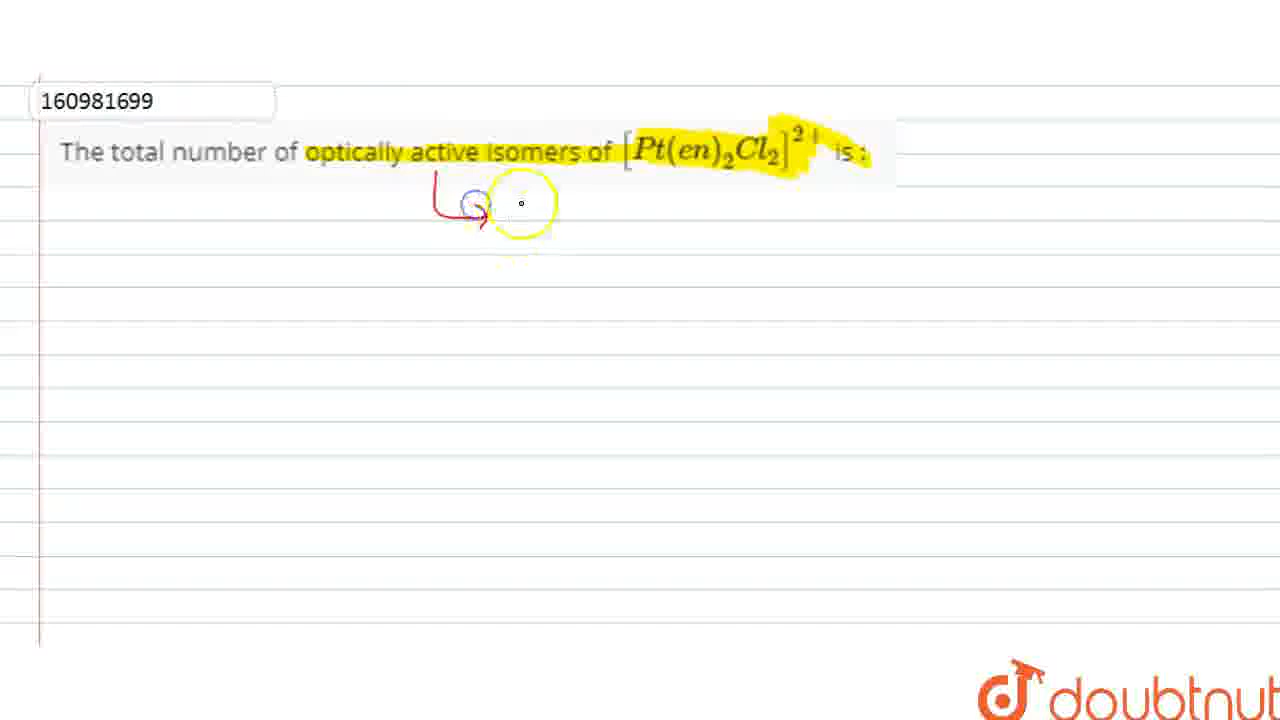 160981699
The total number of optically active isomers of [Pt(en)₂Cl₂]²⁺ is :
doubtnut